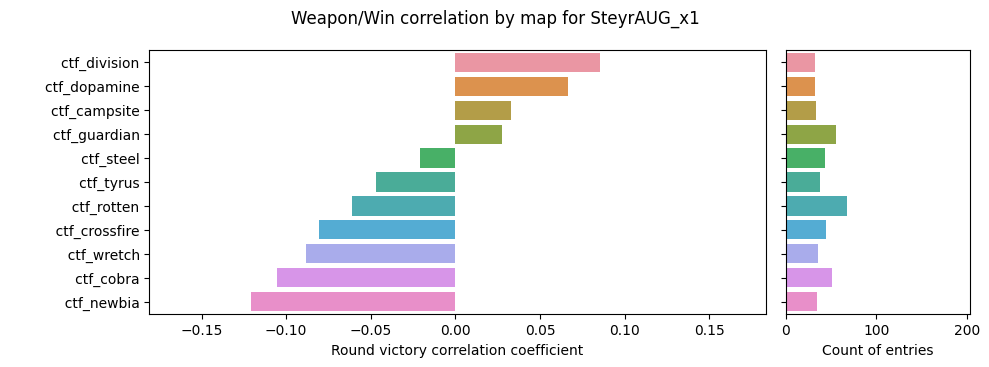 Weapon/Win correlation by map for SteyrAUG_x1
ctf_division
ctf_dopamine
ctf_campsite
ctf_guardian
ctf_steel
ctf_tyrus
ctf_rotten
ctf_crossfire
ctf_wretch
ctf_cobra
ctf_newbia
−0.15 −0.10 −0.05 0.00 0.05 0.10 0.15
Round victory correlation coefficient
0 100 200
Count of entries